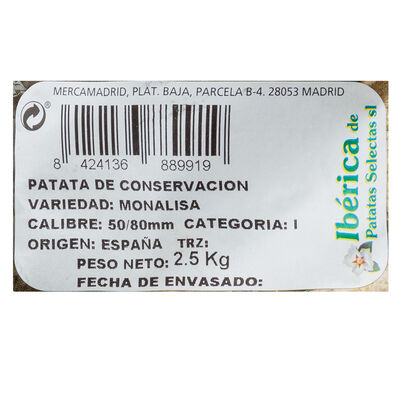 MERCAMADRID, PLAT. BAJA, PARCELA B-4. 28053 MADRID
8 424136 889919
PATATA DE CONSERVACION
VARIEDAD: MONALISA
CALIBRE: 50/80mm CATEGORIA: I
ORIGEN: ESPAÑA TRZ:
PESO NETO: 2.5 Kg
FECHA DE ENVASADO:
Ibérica de
Patatas Selectas sl